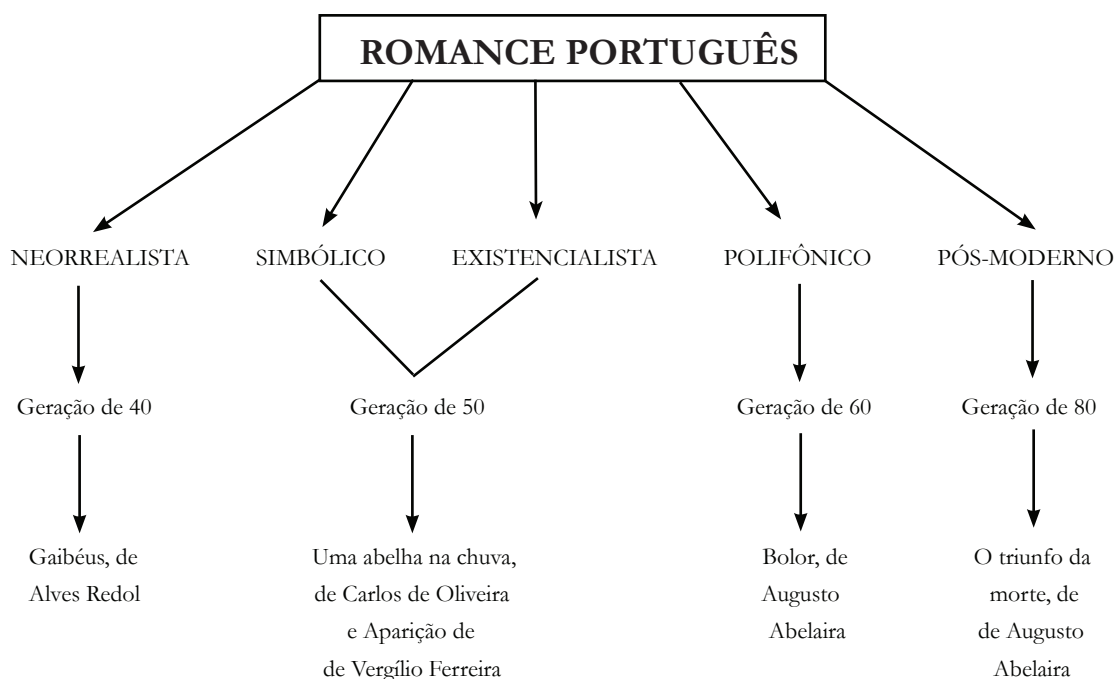 ROMANCE PORTUGUÊS
NEORREALISTA
SIMBÓLICO
EXISTENCIALISTA
POLIFÔNICO
PÓS-MODERNO
Geração de 40
Geração de 50
Geração de 60
Geração de 80
Gaibéus, de
Alves Redol
Uma abelha na chuva,
de Carlos de Oliveira
e Aparição de
de Vergílio Ferreira
Bolor, de
Augusto
Abelaira
O triunfo da
morte, de
de Augusto
Abelaira